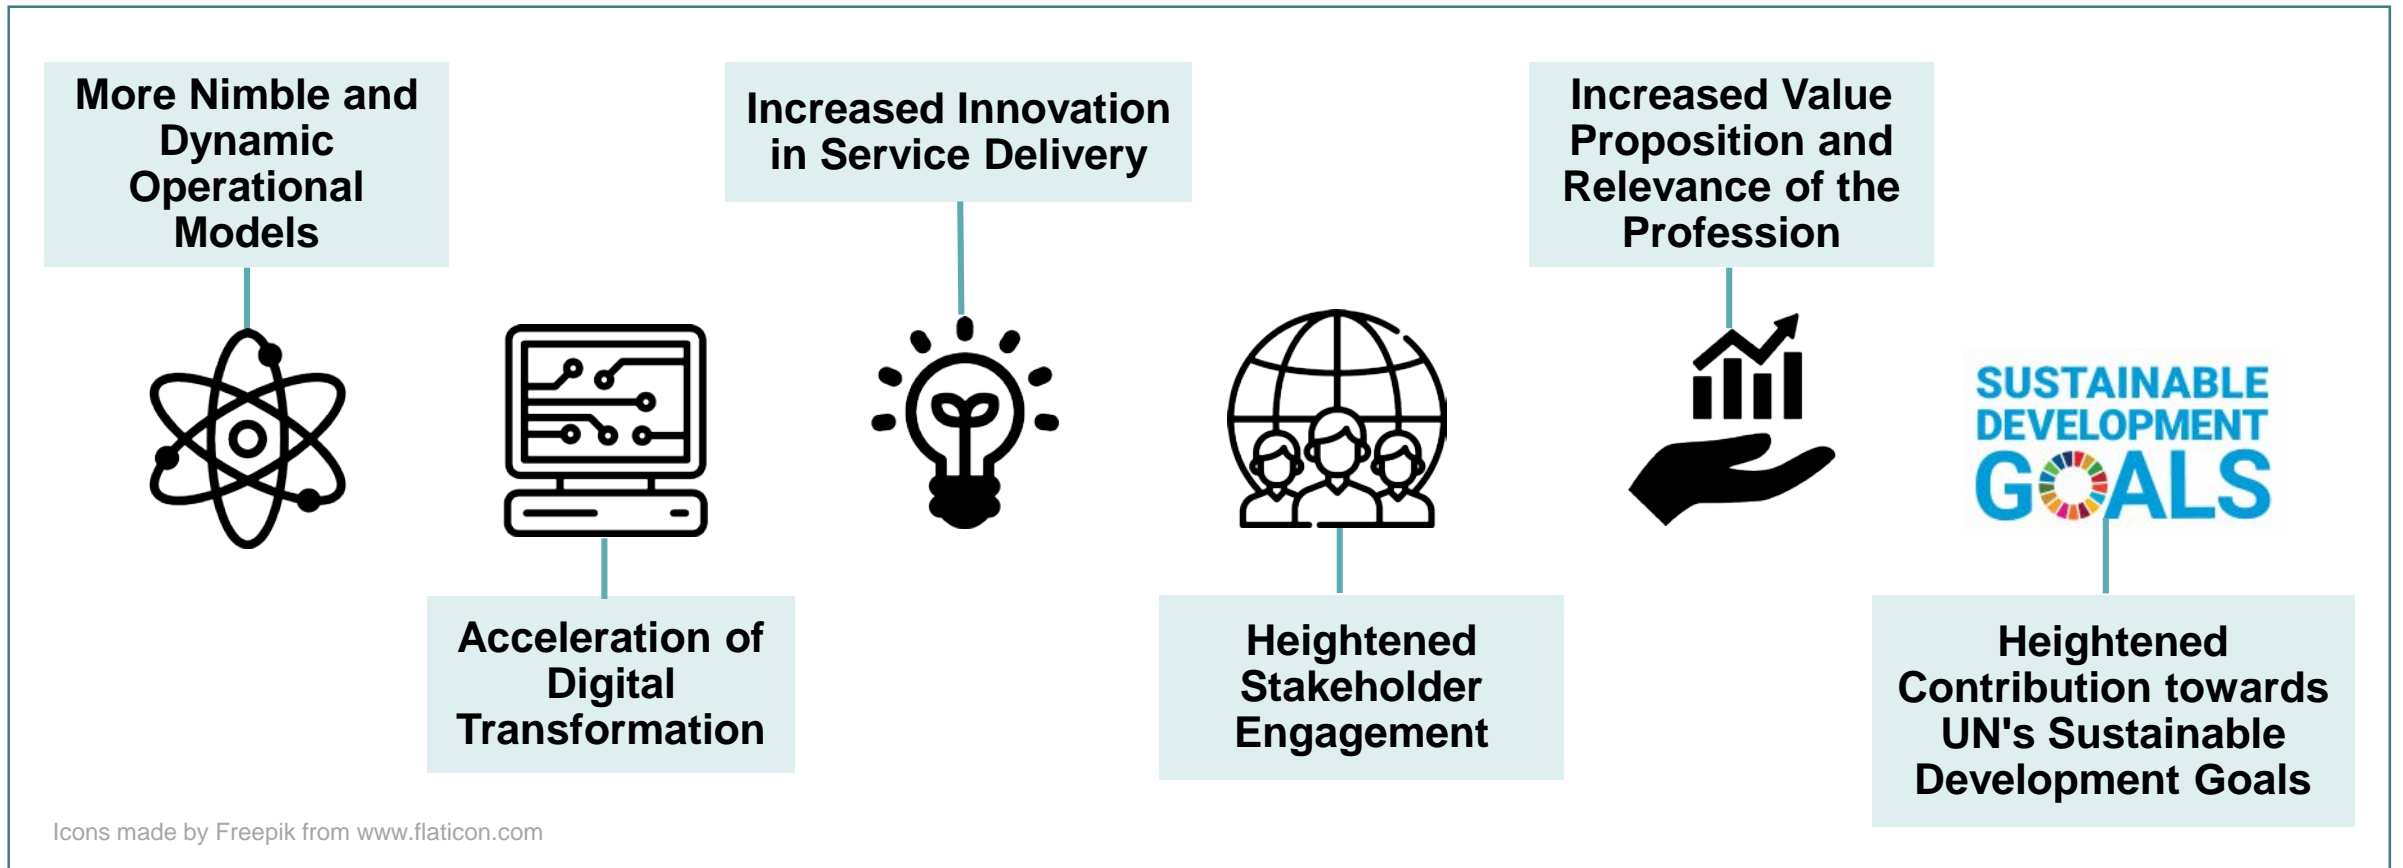 More Nimble and
Dynamic
Operational
Models
Increased Innovation
in Service Delivery
Increased Value
Proposition and
Relevance of the
Profession
SUSTAINABLE
DEVELOPMENT
GOALS
Acceleration of
Digital
Transformation
Heightened
Stakeholder
Engagement
Heightened
Contribution towards
UN's Sustainable
Development Goals
Icons made by Freepik from www.flaticon.com